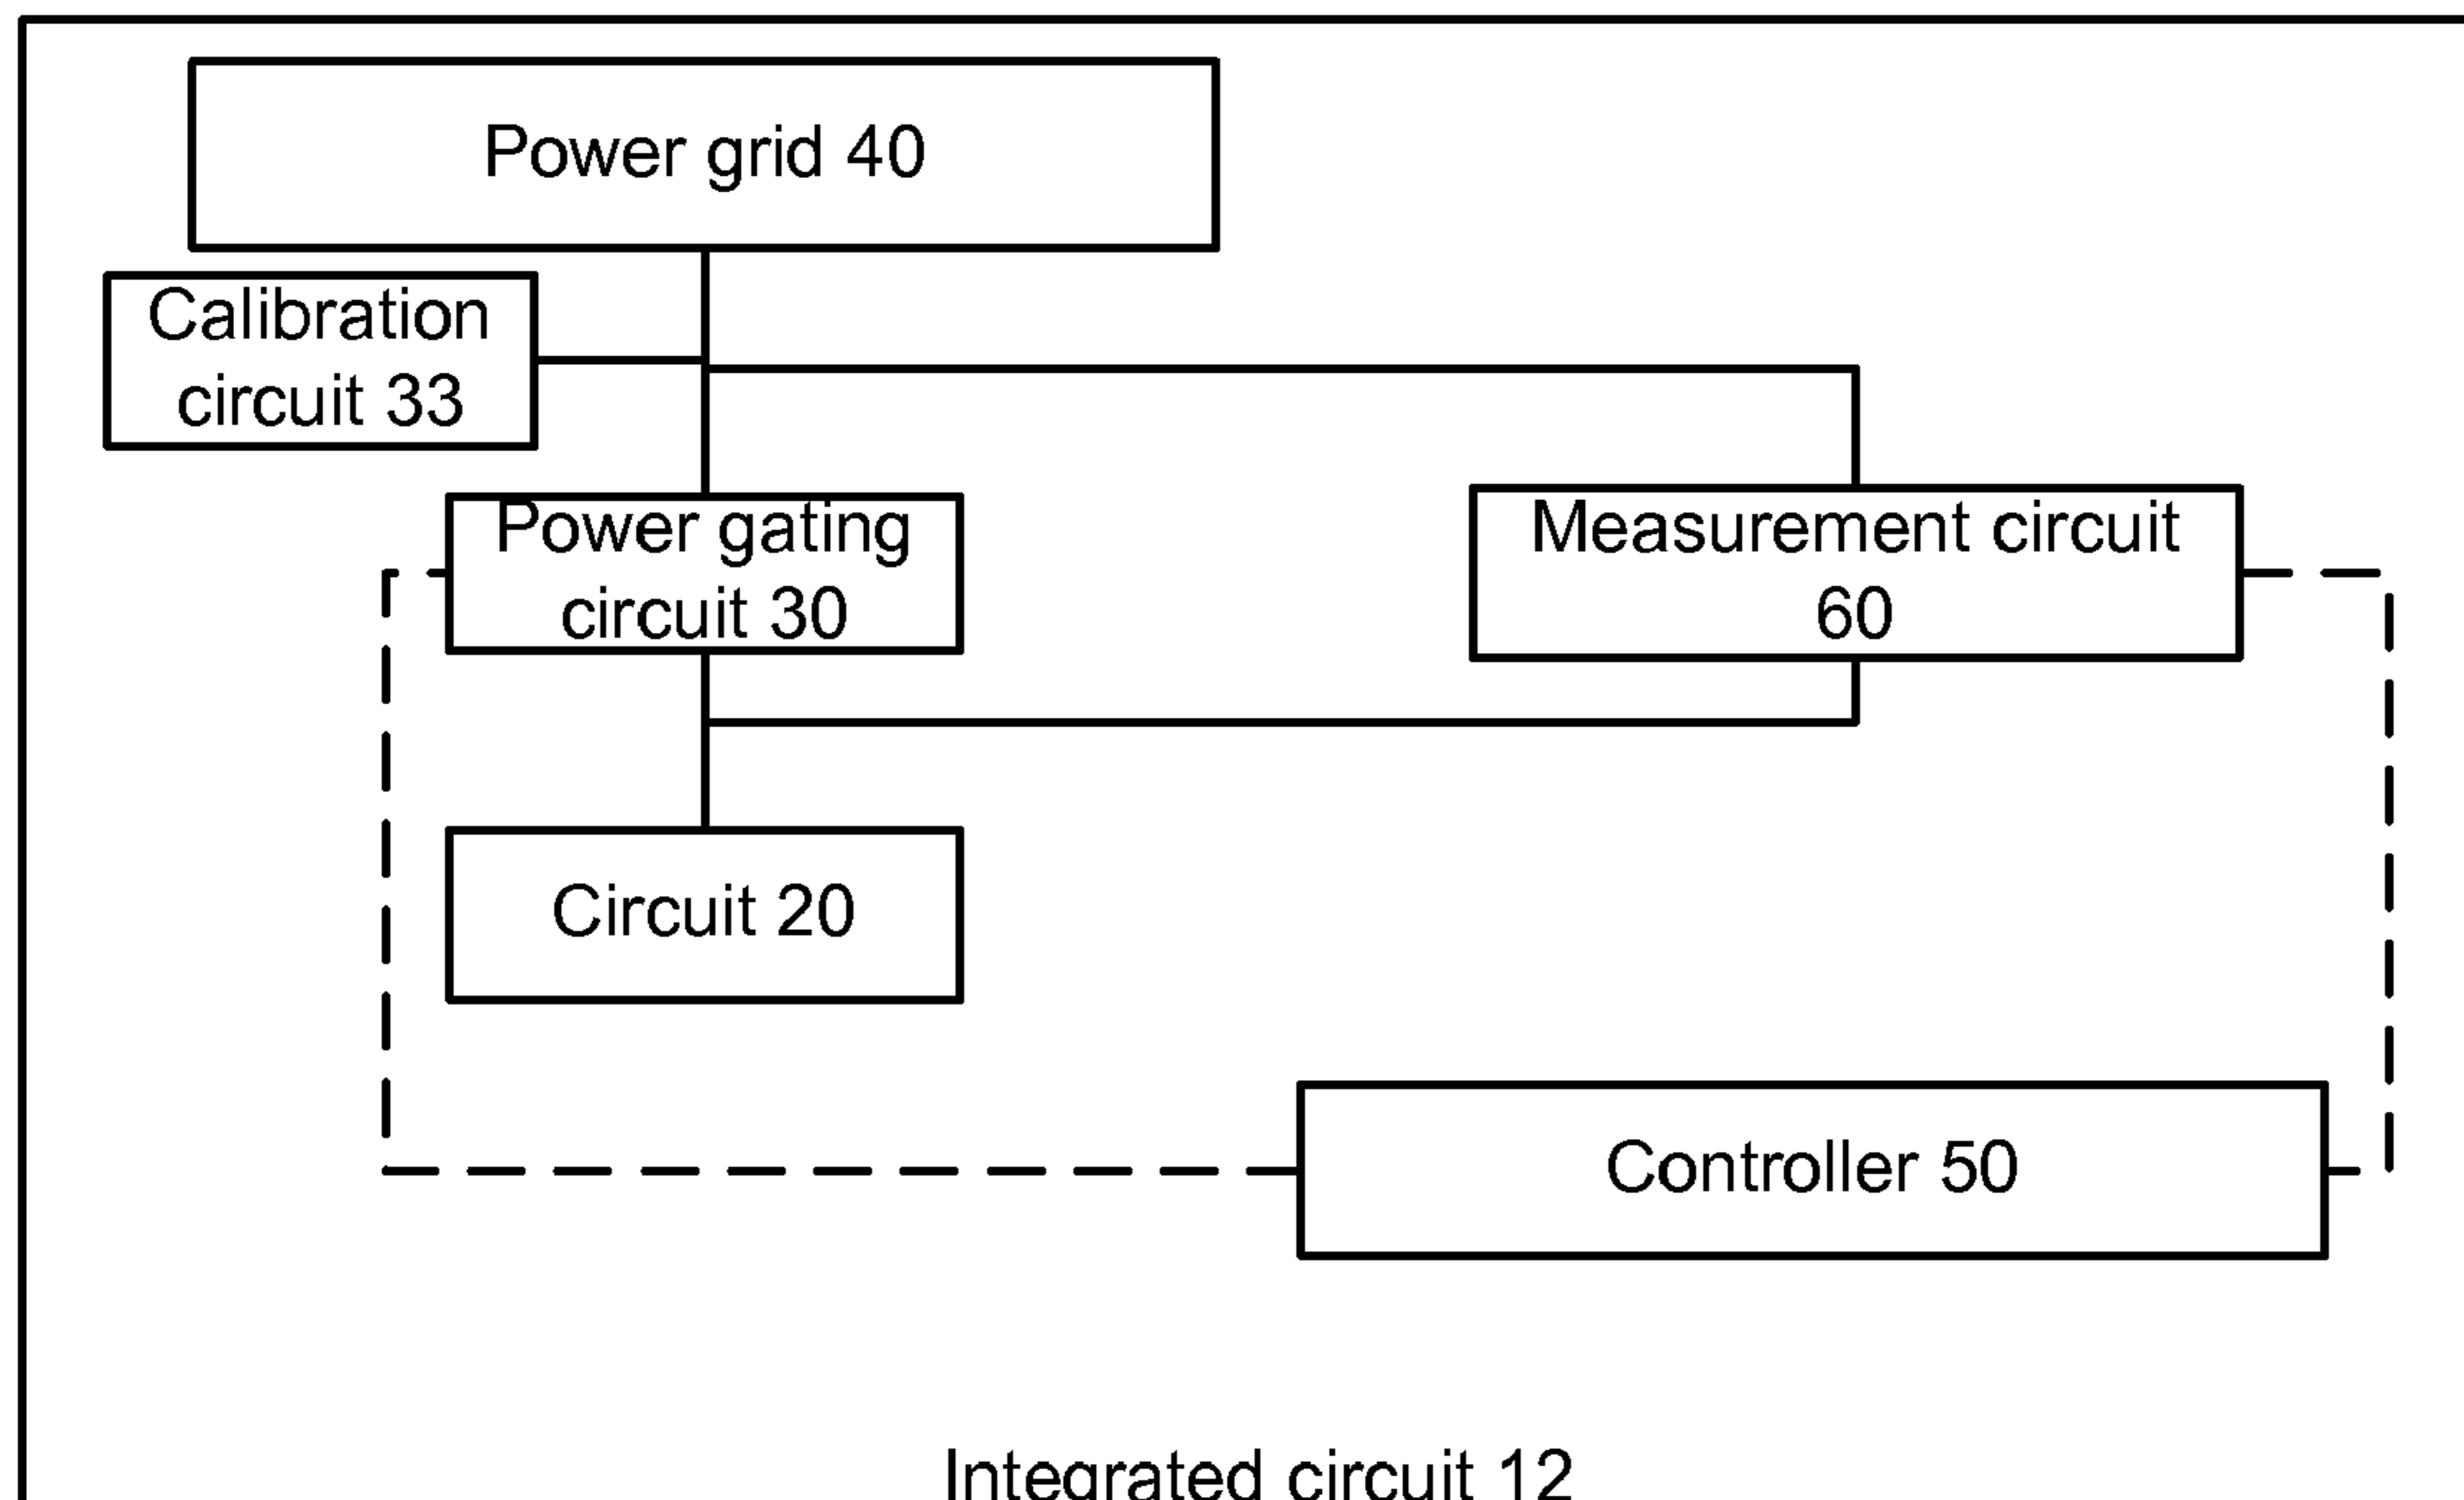 Power grid 40
Calibration
circuit 33
Power gating
circuit 30
Measurement circuit
60
Circuit 20
Controller 50
Integrated circuit 12